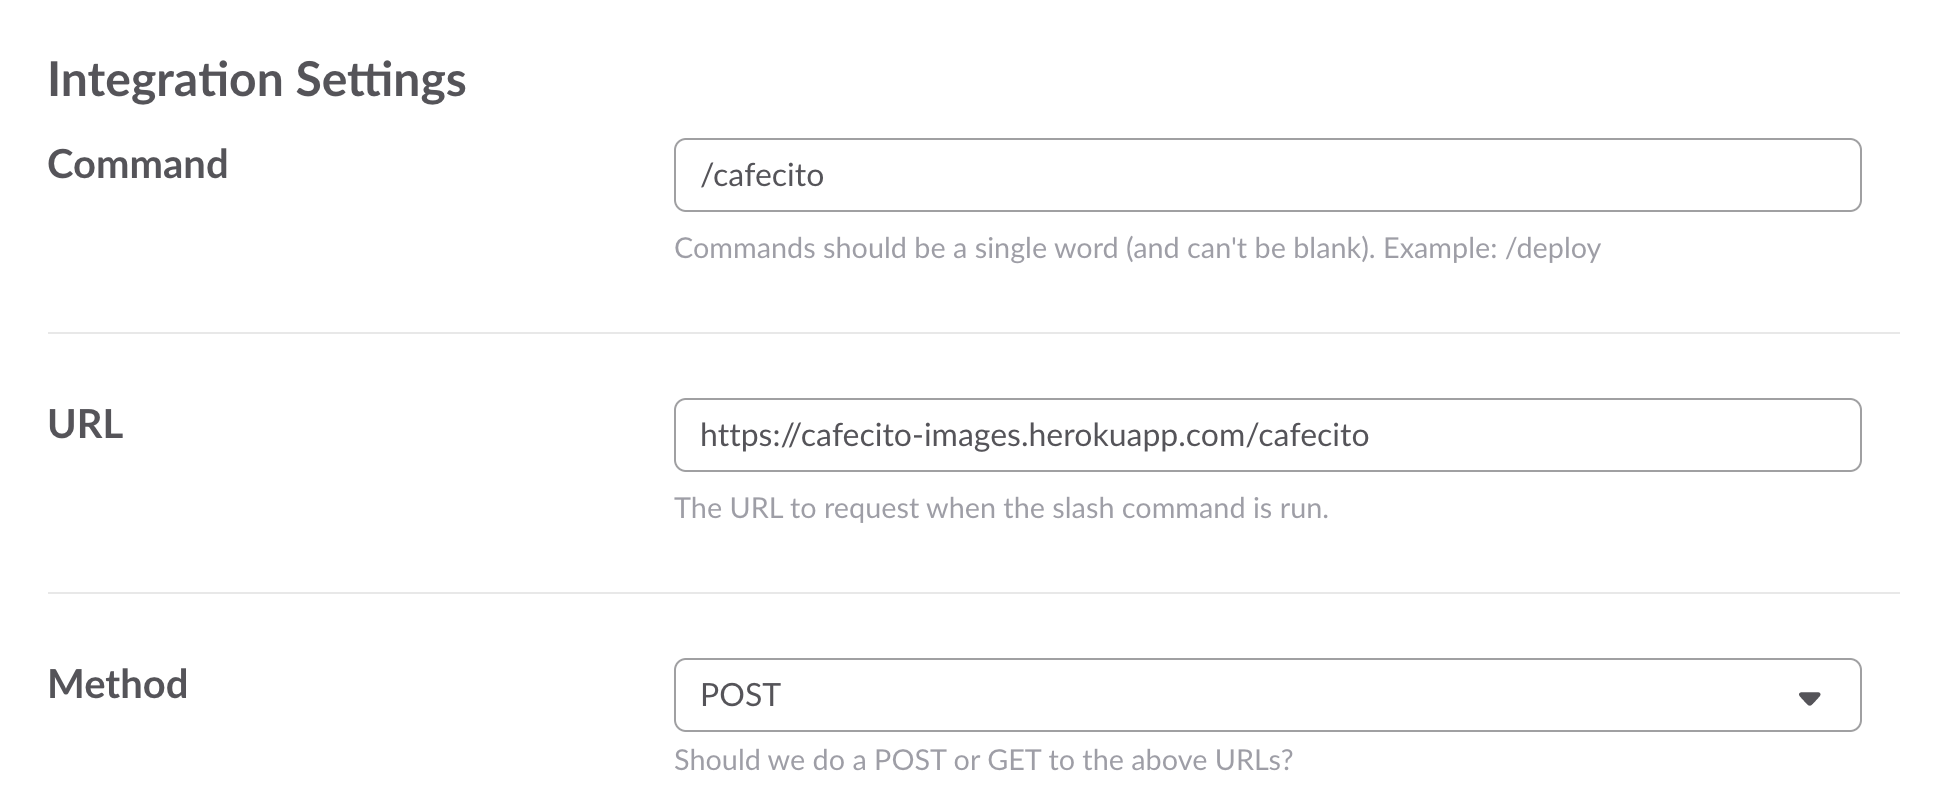 Integration Settings
Command
/cafecito
Commands should be a single word (and can't be blank). Example: /deploy
URL
https://cafecito-images.herokuapp.com/cafecito
The URL to request when the slash command is run.
Method
POST
Should we do a POST or GET to the above URLs?